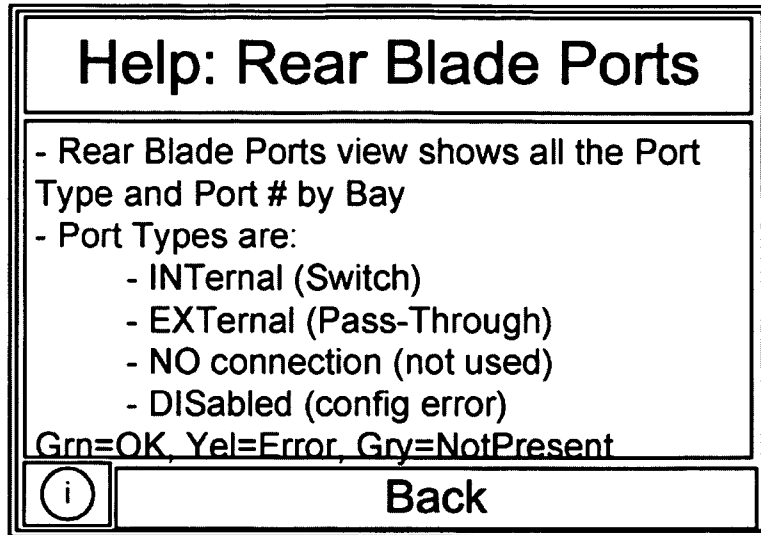 Help: Rear Blade Ports
- Rear Blade Ports view shows all the Port
Type and Port # by Bay
- Port Types are:
- INTernal (Switch)
- EXTernal (Pass-Through)
- NO connection (not used)
- DISabled (config error)
Grn=OK, Yel=Error, Gry=NotPresent
i
Back